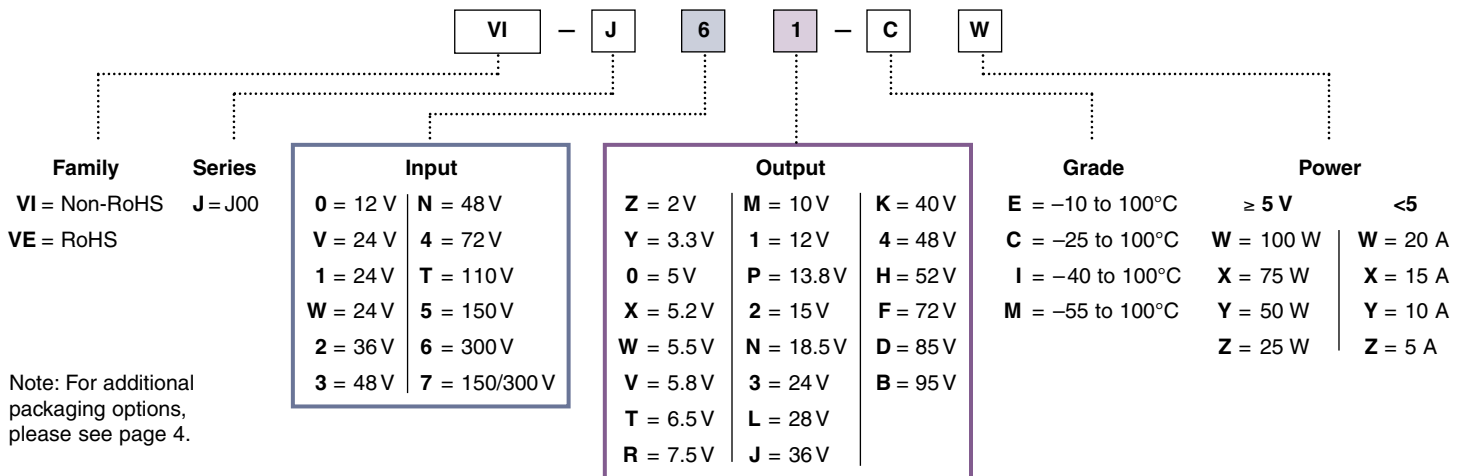 VI – J 6 1 – C W
Family Series Input Output Grade Power
VI = Non-RoHS J = J00 0 = 12 V N = 48 V Z = 2 V M = 10 V K = 40 V E = –10 to 100°C ≥ 5 V <5
VE = RoHS V = 24 V 4 = 72 V Y = 3.3 V 1 = 12 V 4 = 48 V C = –25 to 100°C W = 100 W W = 20 A
1 = 24 V T = 110 V 0 = 5 V P = 13.8 V H = 52 V I = –40 to 100°C X = 75 W X = 15 A
W = 24 V 5 = 150 V X = 5.2 V 2 = 15 V F = 72 V M = –55 to 100°C Y = 50 W Y = 10 A
2 = 36 V 6 = 300 V W = 5.5 V N = 18.5 V D = 85 V Z = 25 W Z = 5 A
3 = 48 V 7 = 150/300 V V = 5.8 V 3 = 24 V B = 95 V
T = 6.5 V L = 28 V
R = 7.5 V J = 36 V
Note: For additional
packaging options,
please see page 4.